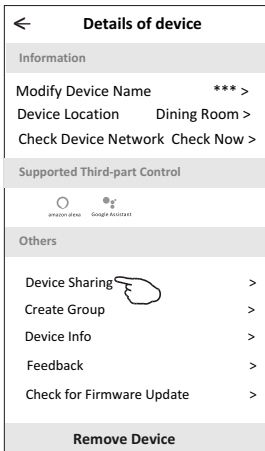 Details of device
Information
Modify Device Name *** >
Device Location Dining Room >
Check Device Network Check Now >
Supported Third-part Control
amazon alexa Google Assistant
Others
Device Sharing >
Create Group >
Device Info >
Feedback >
Check for Firmware Update >
Remove Device